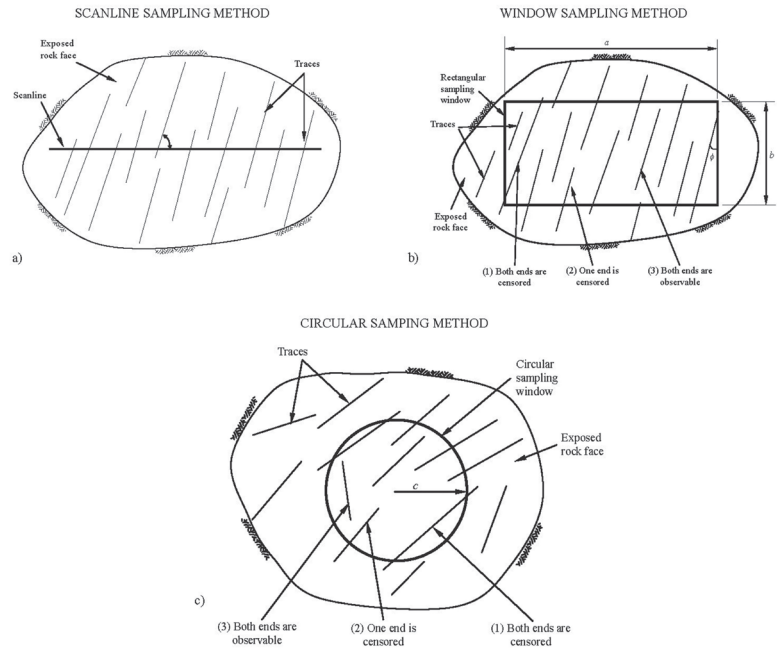 SCANLINE SAMPLING METHOD
Exposed
rock face
Traces
Scanline
a)
WINDOW SAMPLING METHOD
a
Rectangular
sampling
window
Traces
b
ϕ
Exposed
rock face
b)
(1) Both ends are
censored
(2) One end is
censored
(3) Both ends are
observable
CIRCULAR SAMPING METHOD
Traces
Circular
sampling
window
Exposed
rock face
c
c)
(3) Both ends are
observable
(2) One end is
censored
(1) Both ends are
censored